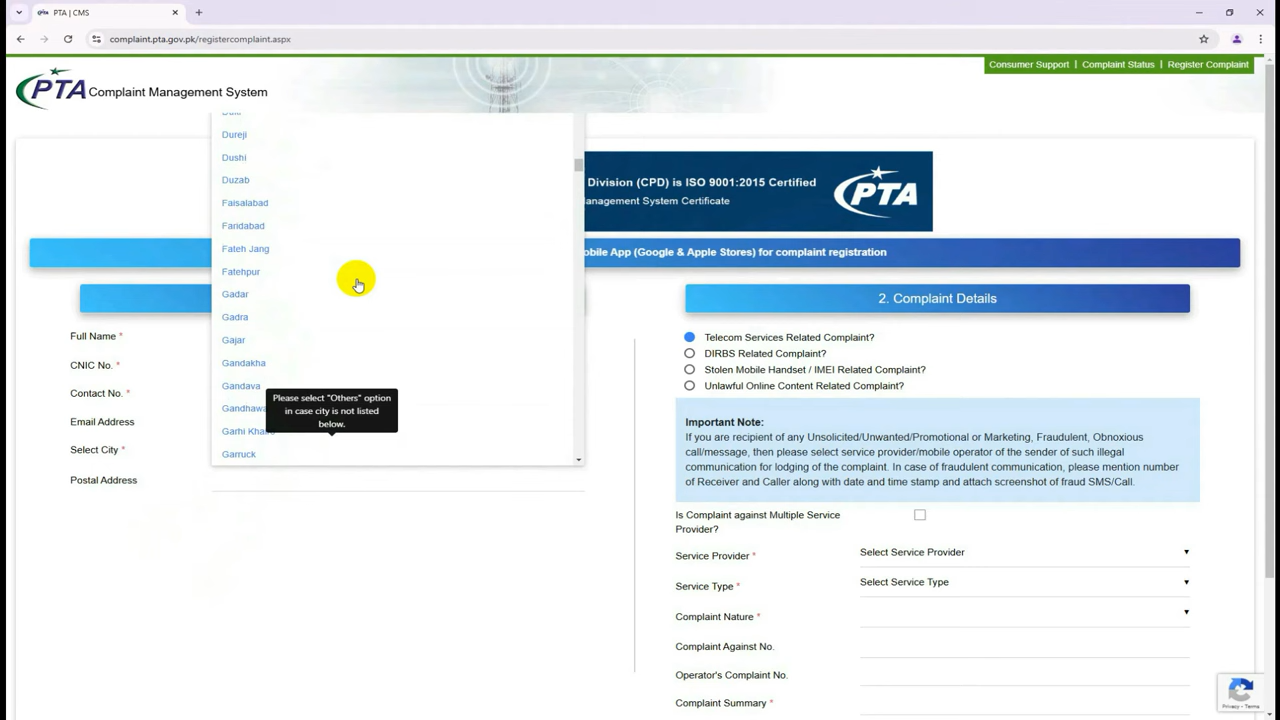 PTA | CMS
complaint.pta.gov.pk/registercomplaint.aspx
Consumer Support | Complaint Status | Register Complaint
PTA Complaint Management System
Dureji
Dushi
Duzab
Faisalabad
Faridabad
Fateh Jang
Fatehpur
Gadar
Gadra
Gajar
Gandakha
Gandava
Garruck
Please select "Others" option
in case city is not listed
below.
Division (CPD) is ISO 9001:2015 Certified
anagement System Certificate
PTA
obile App (Google & Apple Stores) for complaint registration
Full Name *
CNIC No. *
Contact No. *
Email Address
Select City *
Postal Address
2. Complaint Details
Telecom Services Related Complaint?
DIRBS Related Complaint?
Stolen Mobile Handset / IMEI Related Complaint?
Unlawful Online Content Related Complaint?
Important Note:
If you are recipient of any Unsolicited/Unwanted/Promotional or Marketing, Fraudulent, Obnoxious
call/message, then please select service provider/mobile operator of the sender of such illegal
communication for lodging of the complaint. In case of fraudulent communication, please mention number
of Receiver and Caller along with date and time stamp and attach screenshot of fraud SMS/Call.
Is Complaint against Multiple Service
Provider?
Service Provider * Select Service Provider
Service Type * Select Service Type
Complaint Nature *
Complaint Against No.
Operator's Complaint No.
Complaint Summary *
Privacy - Terms